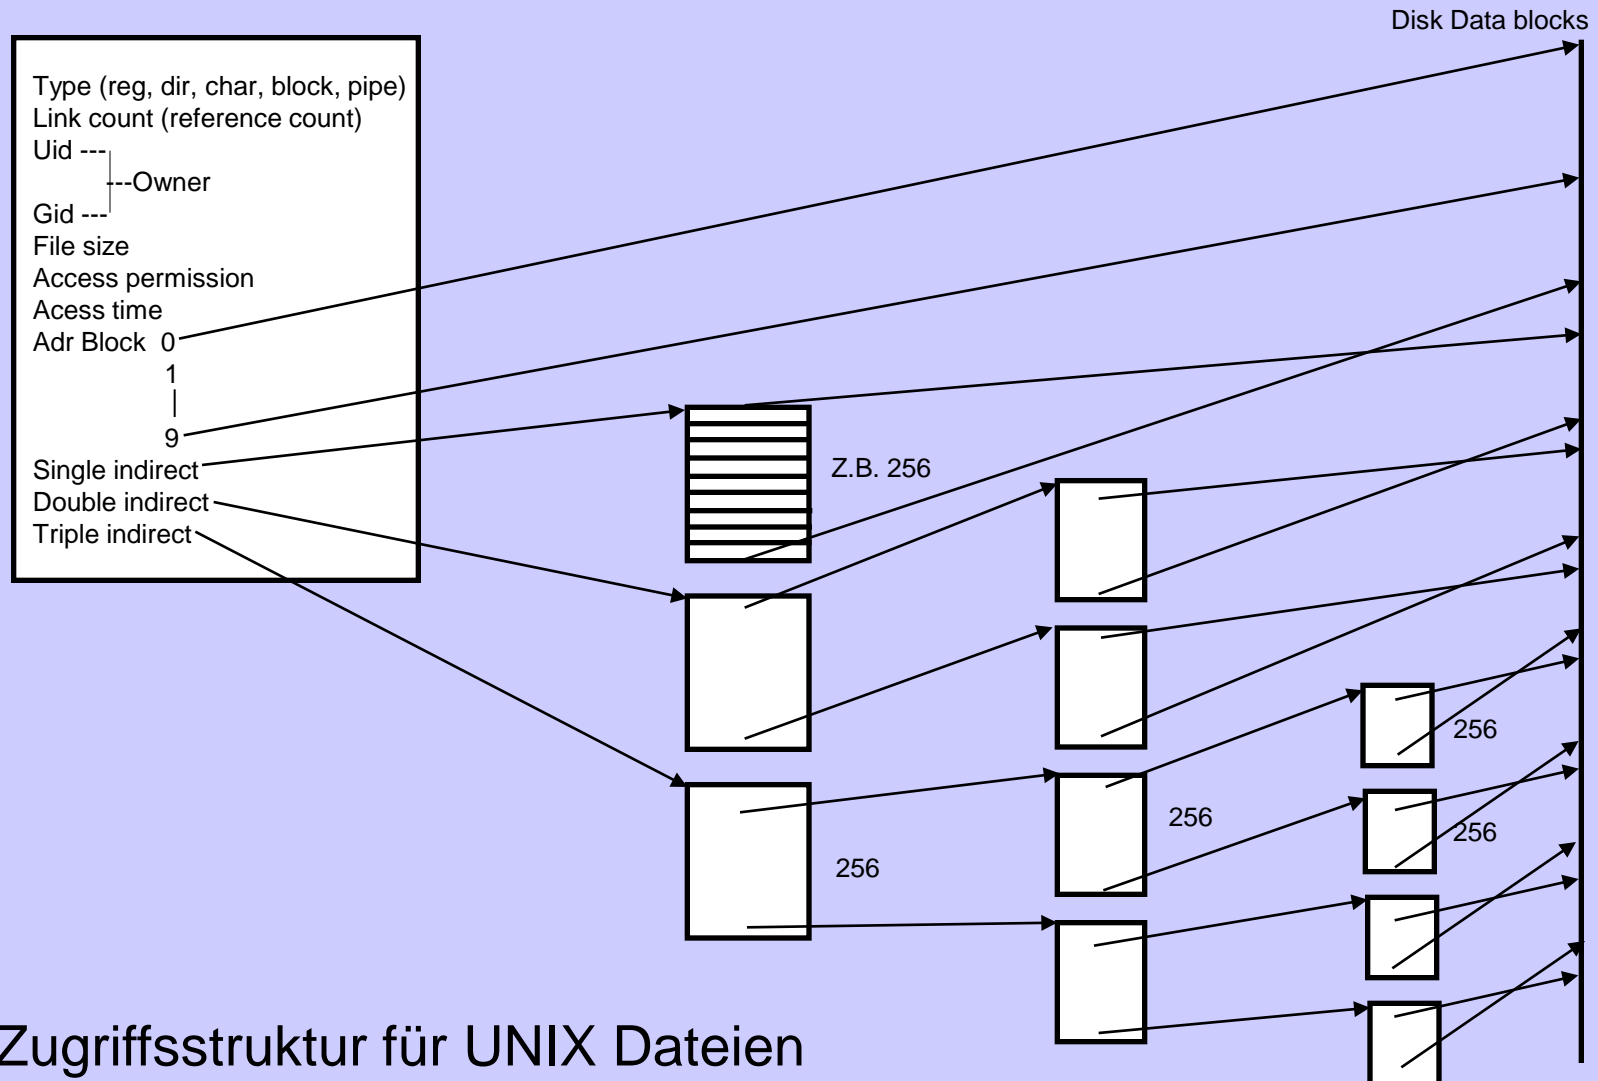 Disk Data blocks
Type (reg, dir, char, block, pipe)
Link count (reference count)
Uid ---
---Owner
Gid ---
File size
Access permission
Acess time
Adr Block 0
1
|
9
Single indirect
Double indirect
Triple indirect
Z.B. 256
256
256
256
256
Zugriffsstruktur für UNIX Dateien